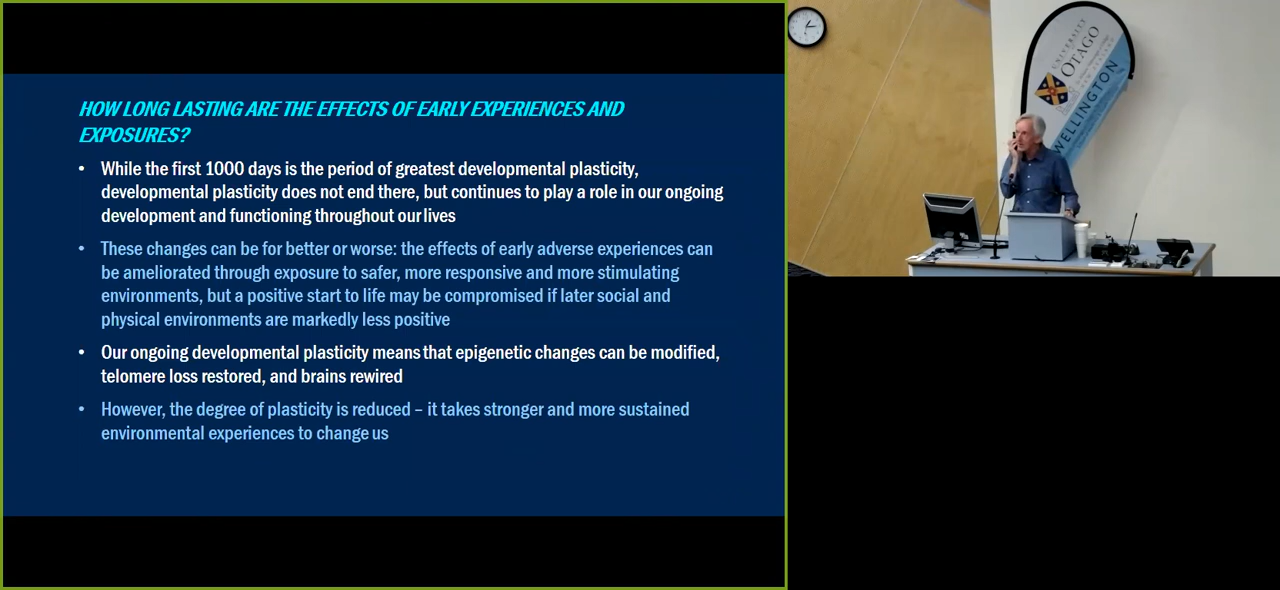 HOW LONG LASTING ARE THE EFFECTS OF EARLY EXPERIENCES AND
EXPOSURES?
• While the first 1000 days is the period of greatest developmental plasticity,
developmental plasticity does not end there, but continues to play a role in our ongoing
development and functioning throughout our lives
• These changes can be for better or worse: the effects of early adverse experiences can
be ameliorated through exposure to safer, more responsive and more stimulating
environments, but a positive start to life may be compromised if later social and
physical environments are markedly less positive
• Our ongoing developmental plasticity means that epigenetic changes can be modified,
telomere loss restored, and brains rewired
• However, the degree of plasticity is reduced – it takes stronger and more sustained
environmental experiences to change us
UNIVERSITY
OTAGO
WELLINGTON